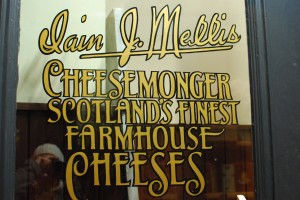 Iain J. Mellis
CHEESEMONGER
SCOTLAND'S FINEST
FARMHOUSE
CHEESES